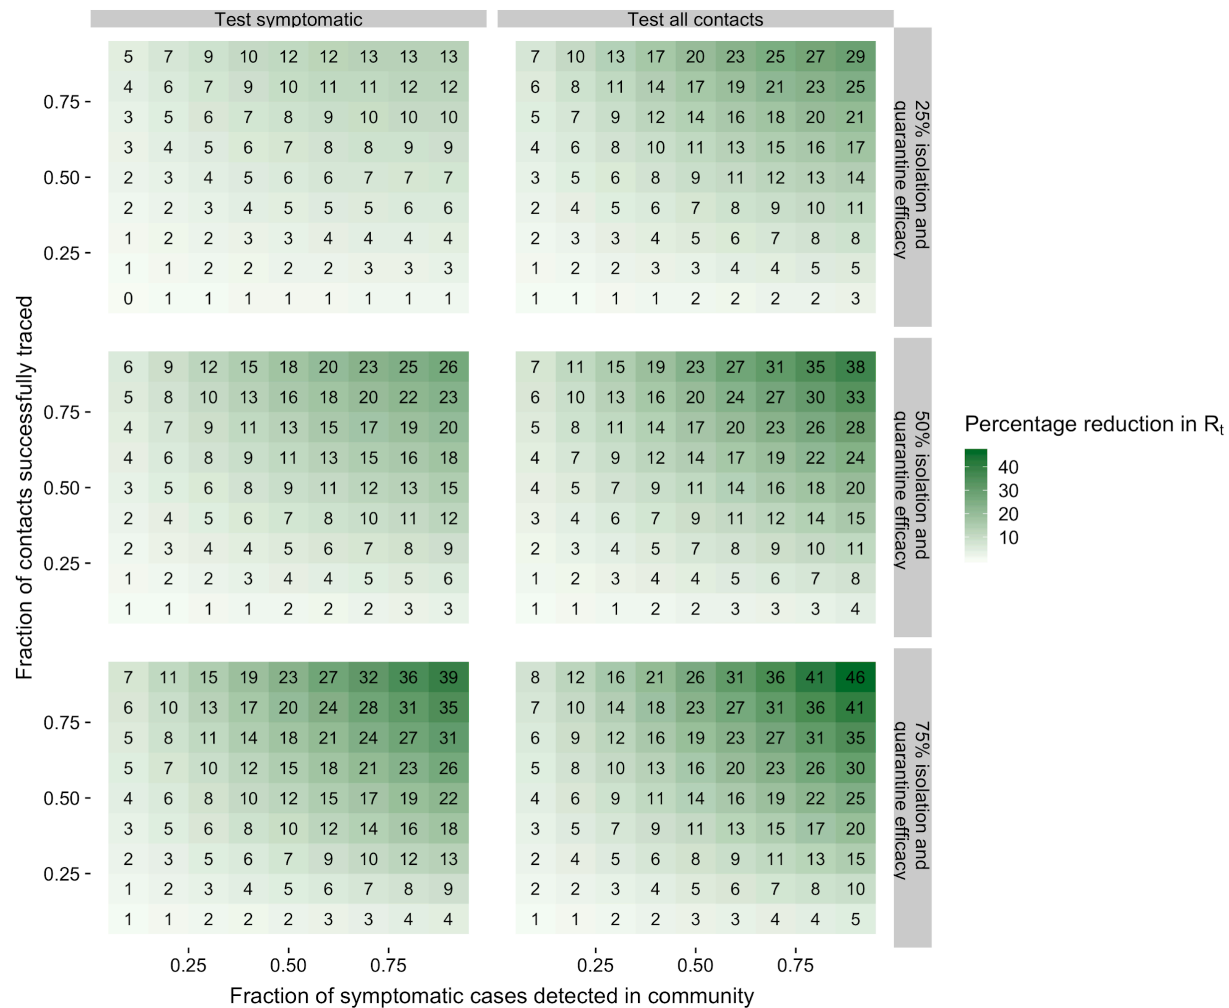 Test symptomatic
Test all contacts
5 7 9 10 12 12 13 13 13
7 10 13 17 20 23 25 27 29
4 6 7 9 10 11 11 12 12
6 8 11 14 17 19 21 23 25
0.75
3 5 6 7 8 9 10 10 10
5 7 9 12 14 16 18 20 21
3 4 5 6 7 8 8 9 9
4 6 8 10 11 13 15 16 17
0.50
2 3 4 5 6 6 7 7 7
3 5 6 8 9 11 12 13 14
2 2 3 4 5 5 5 6 6
2 4 5 6 7 8 9 10 11
1 2 2 3 3 4 4 4 4
2 3 3 4 5 6 7 8 8
0.25
1 1 2 2 2 2 3 3 3
1 2 2 3 3 4 4 5 5
0 1 1 1 1 1 1 1 1
1 1 1 1 2 2 2 2 3
25% isolation and
quarantine efficacy
6 9 12 15 18 20 23 25 26
7 11 15 19 23 27 31 35 38
5 8 10 13 16 18 20 22 23
6 10 13 16 20 24 27 30 33
0.75
4 7 9 11 13 15 17 19 20
5 8 11 14 17 20 23 26 28
4 6 8 9 11 13 15 16 18
4 7 9 12 14 17 19 22 24
0.50
3 5 6 8 9 11 12 13 15
4 5 7 9 11 14 16 18 20
2 4 5 6 7 8 10 11 12
3 4 6 7 9 11 12 14 15
2 3 4 4 5 6 7 8 9
2 3 4 5 7 8 9 10 11
0.25
1 2 2 3 4 4 5 5 6
1 2 3 4 4 5 6 7 8
1 1 1 1 2 2 2 3 3
1 1 1 2 2 3 3 3 4
50% isolation and
quarantine efficacy
7 11 15 19 23 27 32 36 39
8 12 16 21 26 31 36 41 46
6 10 13 17 20 24 28 31 35
7 10 14 18 23 27 31 36 41
0.75
5 8 11 14 18 21 24 27 31
6 9 12 16 19 23 27 31 35
5 7 10 12 15 18 21 23 26
5 8 10 13 16 20 23 26 30
0.50
4 6 8 10 12 15 17 19 22
4 6 9 11 14 16 19 22 25
3 5 6 8 10 12 14 16 18
3 5 7 9 11 13 15 17 20
2 3 5 6 7 9 10 12 13
2 4 5 6 8 9 11 13 15
0.25
1 2 3 4 5 6 7 8 9
2 2 3 4 5 6 7 8 10
1 1 2 2 2 3 3 4 4
1 1 2 2 3 3 4 4 5
75% isolation and
quarantine efficacy
0.25 0.50 0.75
0.25 0.50 0.75
Fraction of symptomatic cases detected in community
Fraction of contacts successfully traced
Percentage reduction in Rt
40
30
20
10